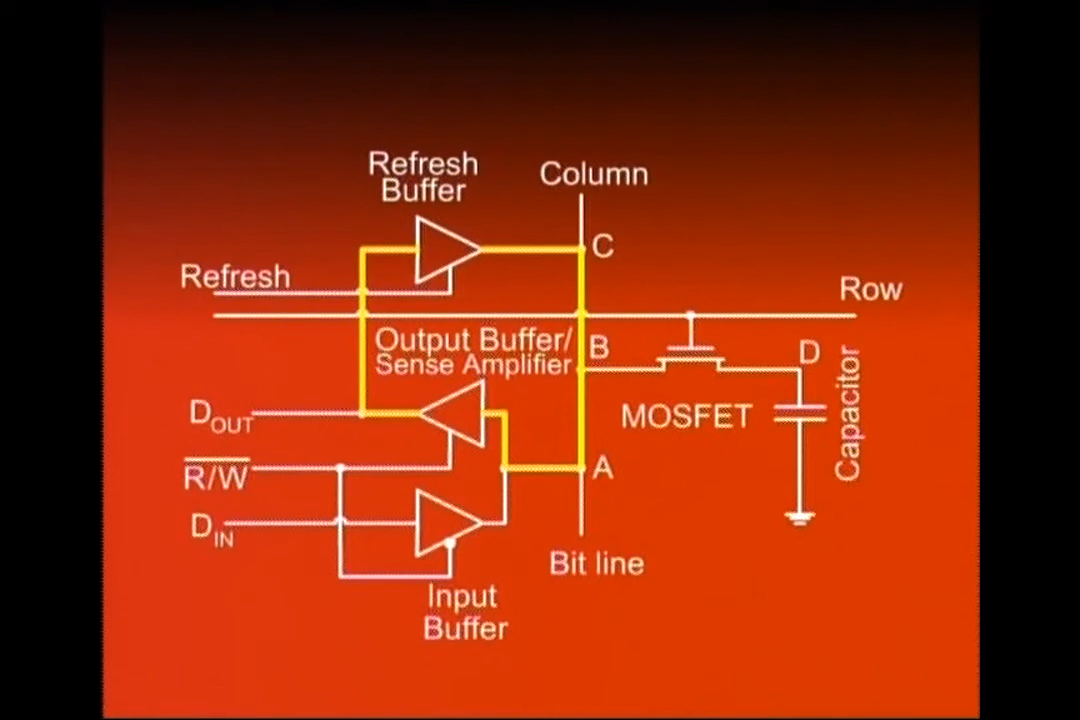 Refresh
Buffer
Column
C
Refresh
Row
Output Buffer/
Sense Amplifier
B
D
MOSFET
Capacitor
DOUT
R/W
A
DIN
Bit line
Input
Buffer